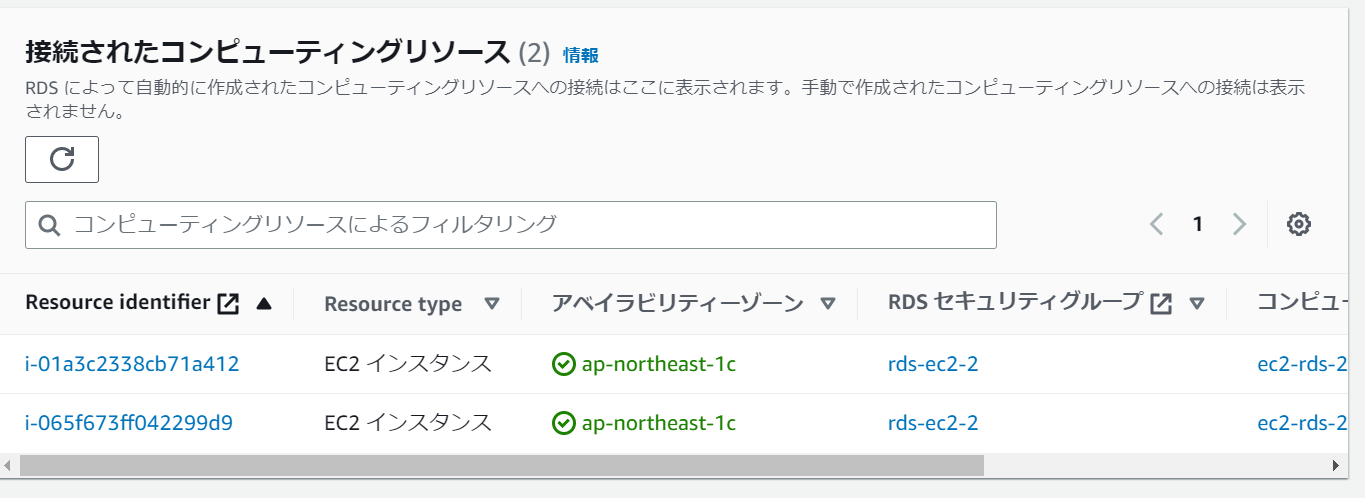 接続されたコンピューティングリソース (2) 情報
RDS によって自動的に作成されたコンピューティングリソースへの接続はここに表示されます。手動で作成されたコンピューティングリソースへの接続は表示
されません。
コンピューティングリソースによるフィルタリング
1
Resource identifier Resource type アベイラビリティーゾーン RDS セキュリティグループ コンピュー
i-01a3c2338cb71a412 EC2 インスタンス ap-northeast-1c rds-ec2-2 ec2-rds-2
i-065f673ff042299d9 EC2 インスタンス ap-northeast-1c rds-ec2-2 ec2-rds-2